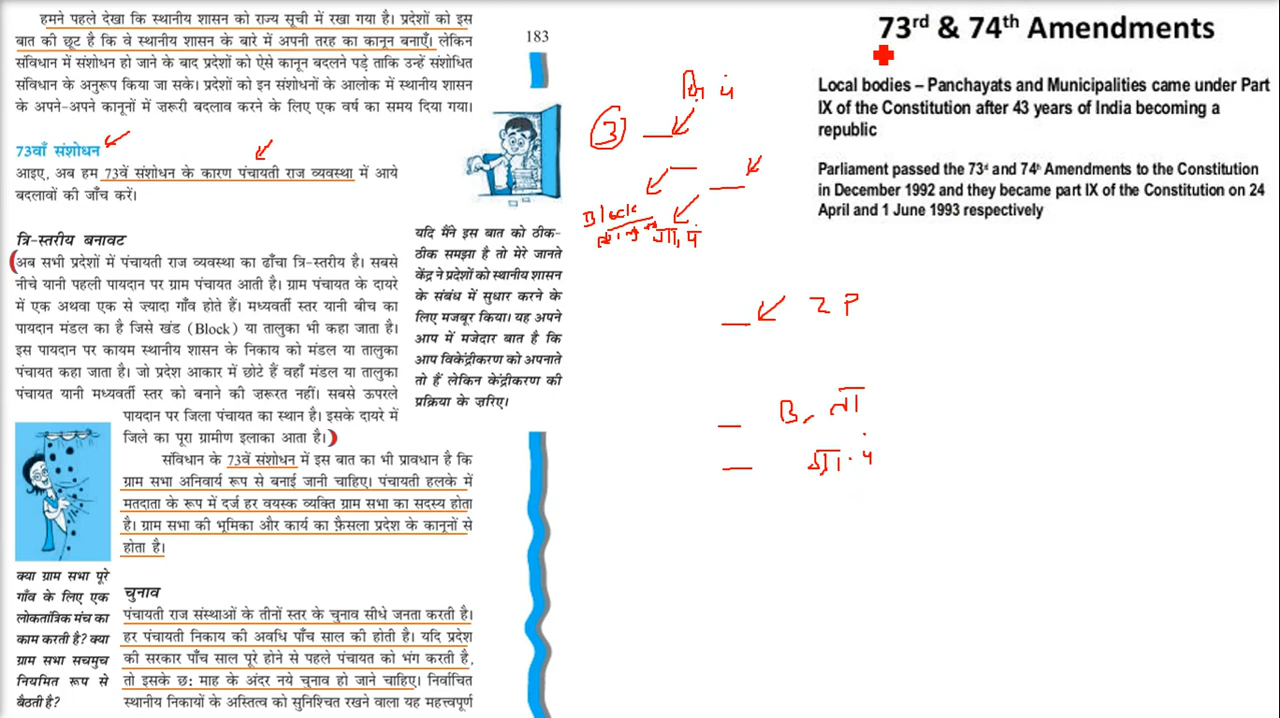 हमने पहले देखा कि स्थानीय शासन को राज्य सूची में रखा गया है। प्रदेशों को इस
बात की छूट है कि वे स्थानीय शासन के बारे में अपनी तरह का कानून बनाएँ। लेकिन
संविधान में संशोधन हो जाने के बाद प्रदेशों को ऐसे कानून बदलने पड़े ताकि उन्हें संशोधित
संविधान के अनुरूप किया जा सके। प्रदेशों को इन संशोधनों के आलोक में स्थानीय शासन
के अपने-अपने कानूनों में ज़रूरी बदलाव करने के लिए एक वर्ष का समय दिया गया।
183
73वाँ संशोधन
आइए, अब हम 73वें संशोधन के कारण पंचायती राज व्यवस्था में आये
बदलावों की जाँच करें।
त्रि-स्तरीय बनावट
अब सभी प्रदेशों में पंचायती राज व्यवस्था का ढाँचा त्रि-स्तरीय है। सबसे
नीचे यानी पहली पायदान पर ग्राम पंचायत आती है। ग्राम पंचायत के दायरे
में एक अथवा एक से ज्यादा गाँव होते हैं। मध्यवर्ती स्तर यानी बीच का
पायदान मंडल का है जिसे खंड (Block) या तालुका भी कहा जाता है।
इस पायदान पर कायम स्थानीय शासन के निकाय को मंडल या तालुका
पंचायत कहा जाता है। जो प्रदेश आकार में छोटे हैं वहाँ मंडल या तालुका
पंचायत यानी मध्यवर्ती स्तर को बनाने की ज़रूरत नहीं। सबसे ऊपरले
पायदान पर जिला पंचायत का स्थान है। इसके दायरे में
जिले का पूरा ग्रामीण इलाका आता है।
संविधान के 73वें संशोधन में इस बात का भी प्रावधान है कि
ग्राम सभा अनिवार्य रूप से बनाई जानी चाहिए। पंचायती हलके में
मतदाता के रूप में दर्ज हर वयस्क व्यक्ति ग्राम सभा का सदस्य होता
है। ग्राम सभा की भूमिका और कार्य का फ़ैसला प्रदेश के कानूनों से
होता है।
चुनाव
पंचायती राज संस्थाओं के तीनों स्तर के चुनाव सीधे जनता करती है।
हर पंचायती निकाय की अवधि पाँच साल की होती है। यदि प्रदेश
की सरकार पाँच साल पूरे होने से पहले पंचायत को भंग करती है,
तो इसके छ: माह के अंदर नये चुनाव हो जाने चाहिए। निर्वाचित
स्थानीय निकायों के अस्तित्व को सुनिश्चित रखने वाला यह महत्त्वपूर्ण
क्या ग्राम सभा पूरे
गाँव के लिए एक
लोकतांत्रिक मंच का
काम करती है? क्या
ग्राम सभा सचमुच
नियमित रूप से
बैठती है?
यदि मैंने इस बात को ठीक-
ठीक समझा है तो मेरे जानते
केंद्र ने प्रदेशों को स्थानीय शासन
के संबंध में सुधार करने के
लिए मजबूर किया। यह अपने
आप में मजेदार बात है कि
आप विकेंद्रीकरण को अपनाते
तो हैं लेकिन केंद्रीकरण की
प्रक्रिया के ज़रिए।
3
Block
ग्रा. पं
Z P
B, ता
ग्रा. पं
73rd & 74th Amendments
Local bodies – Panchayats and Municipalities came under Part
IX of the Constitution after 43 years of India becoming a
republic
Parliament passed the 73rd and 74th Amendments to the Constitution
in December 1992 and they became part IX of the Constitution on 24
April and 1 June 1993 respectively